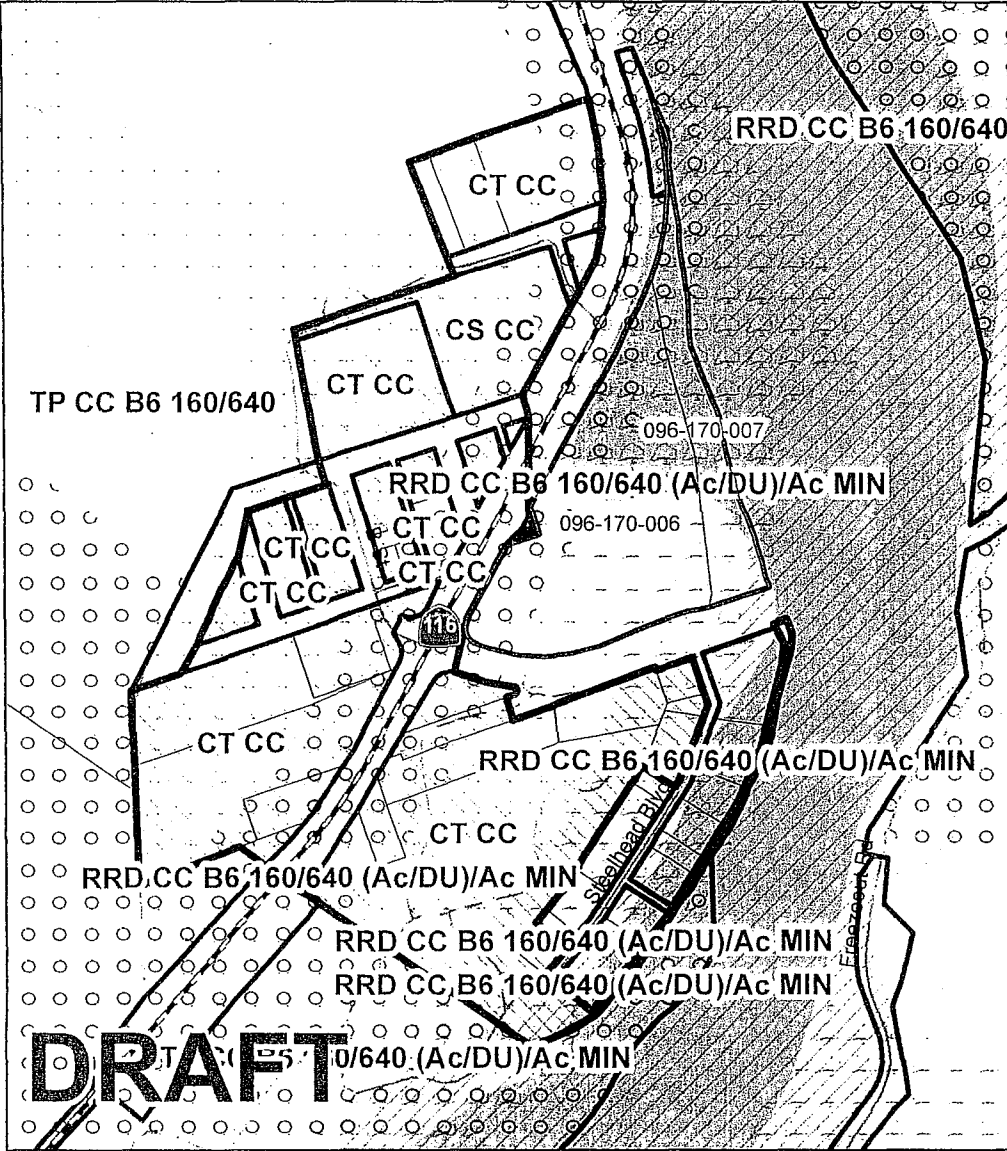 RRD CC B6 160/640
CT CC
CS CC
CT CC
TP CC B6 160/640
096-170-007
RRD CC B6 160/640 (Ac/DU)/Ac MIN
096-170-006
CT CC
CT CC
CT CC
CT CC
116
CT CC
RRD CC B6 160/640 (Ac/DU)/Ac MIN
Steelhead Blvd
CT CC
RRD CC B6 160/640 (Ac/DU)/Ac MIN
RRD CC B6 160/640 (Ac/DU)/Ac MIN
RRD CC B6 160/640 (Ac/DU)/Ac MIN
DRAFT
0/640 (Ac/DU)/Ac MIN